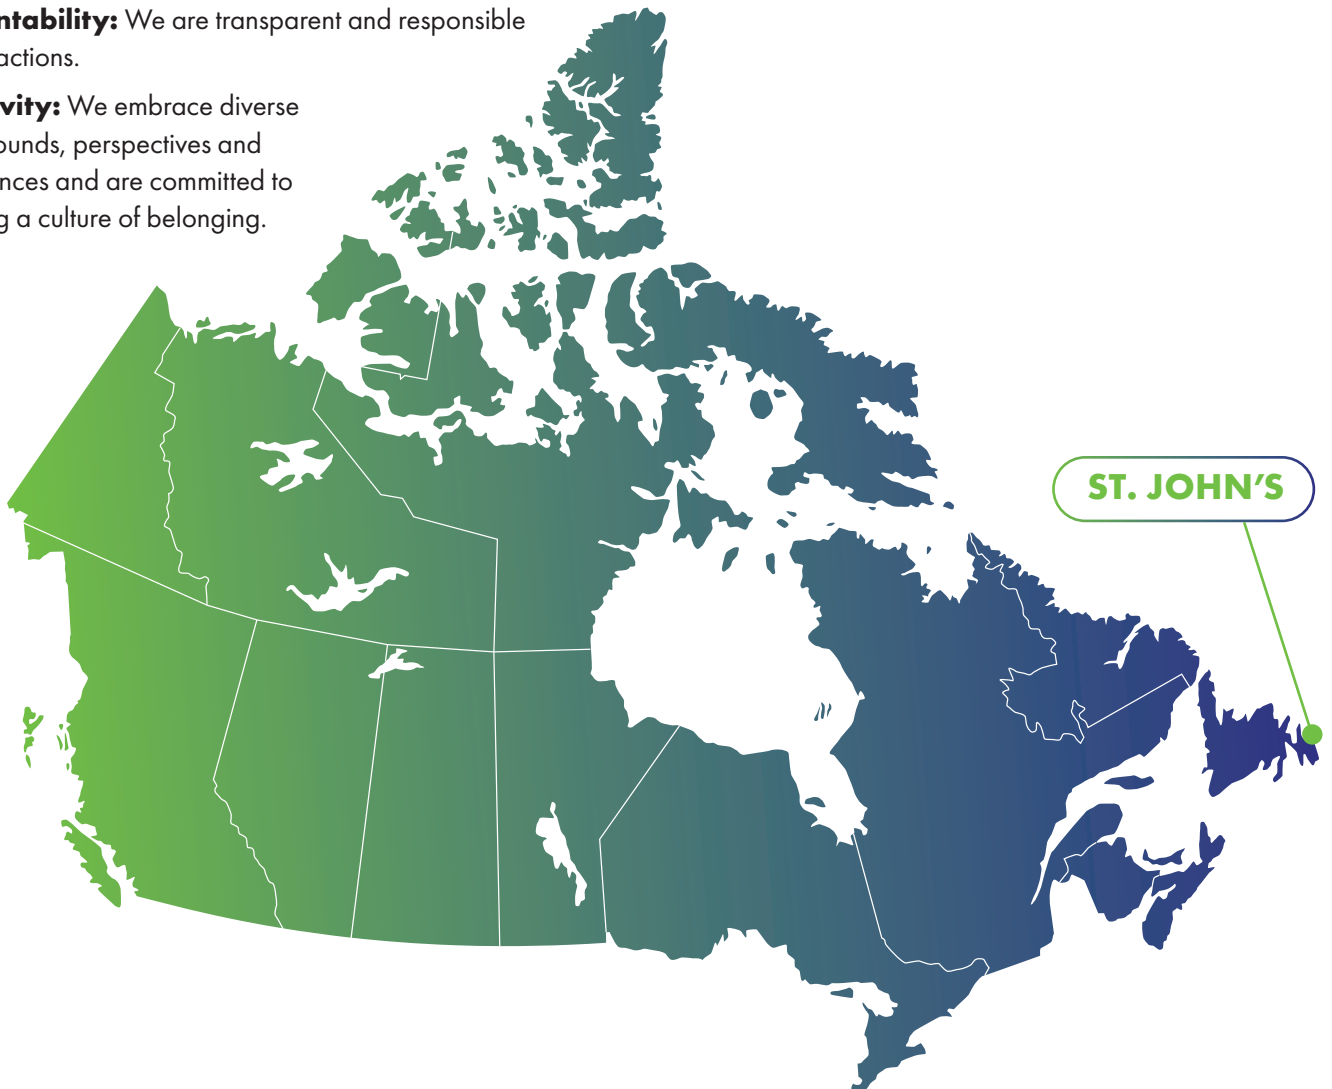 ntability: We are transparent and responsible
actions.
vity: We embrace diverse
ounds, perspectives and
nces and are committed to
g a culture of belonging.
ST. JOHN’S